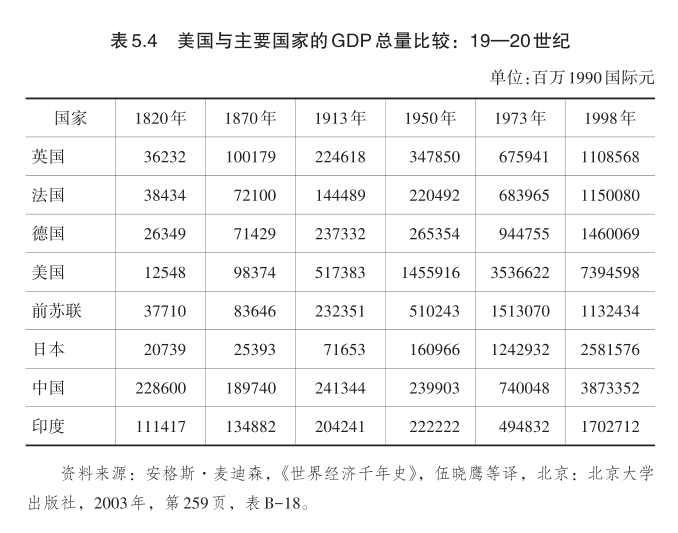 表5.4 美国与主要国家的GDP总量比较：19—20世纪
单位:百万1990国际元
国家 1820年 1870年 1913年 1950年 1973年 1998年
英国 36232 100179 224618 347850 675941 1108568
法国 38434 72100 144489 220492 683965 1150080
德国 26349 71429 237332 265354 944755 1460069
美国 12548 98374 517383 1455916 3536622 7394598
前苏联 37710 83646 232351 510243 1513070 1132434
日本 20739 25393 71653 160966 1242932 2581576
中国 228600 189740 241344 239903 740048 3873352
印度 111417 134882 204241 222222 494832 1702712
资料来源：安格斯·麦迪森，《世界经济千年史》，伍晓鹰等译，北京：北京大学
出版社，2003年，第259页，表B-18。